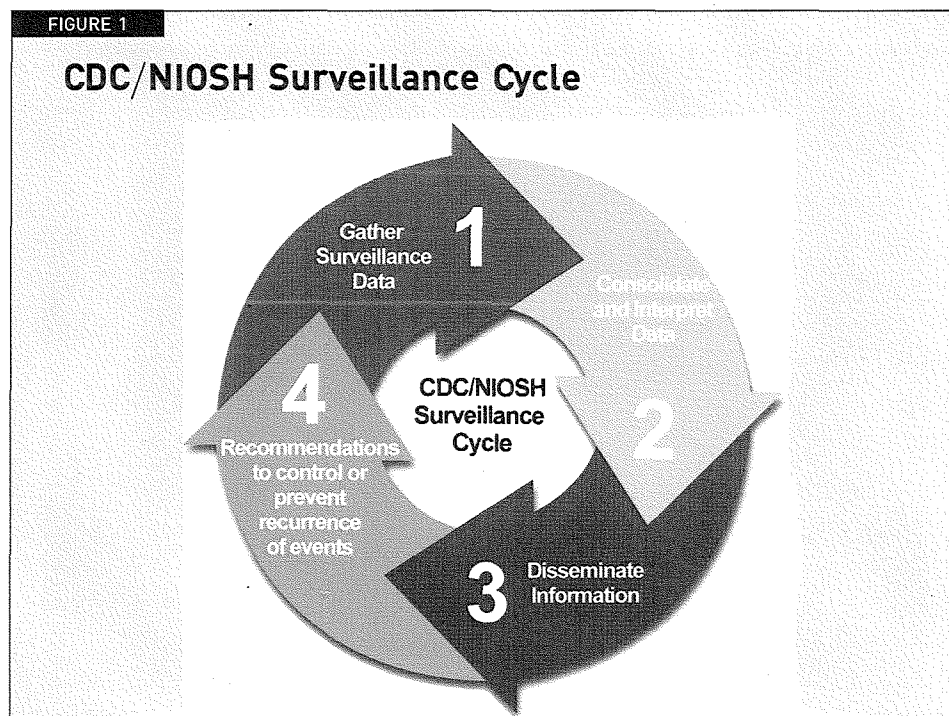 FIGURE 1
CDC/NIOSH Surveillance Cycle
1
Gather
Surveillance
Data
Consolidate
and Interpret
Data
2
CDC/NIOSH
Surveillance
Cycle
3
Disseminate
Information
4
Recommendations
to control or
prevent
recurrence
of events